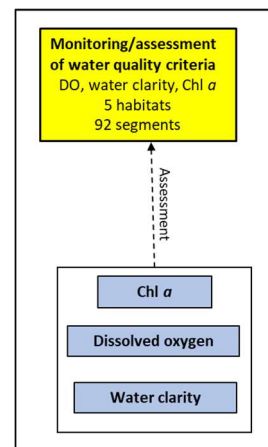 Monitoring/assessment
of water quality criteria
DO, water clarity, Chl a
5 habitats
92 segments
Assessment
Chl a
Dissolved oxygen
Water clarity